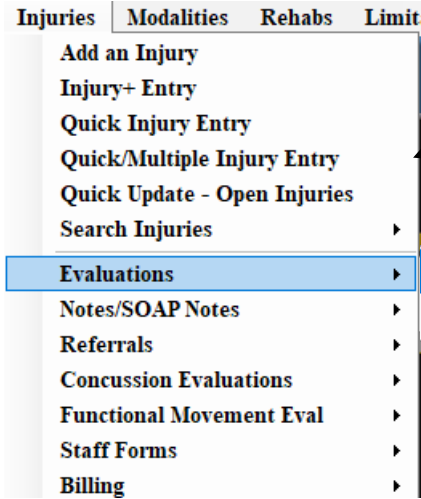 Injuries Modalities Rehabs Limit
Add an Injury
Injury+ Entry
Quick Injury Entry
Quick/Multiple Injury Entry
Quick Update - Open Injuries
Search Injuries
Evaluations
Notes/SOAP Notes
Referrals
Concussion Evaluations
Functional Movement Eval
Staff Forms
Billing